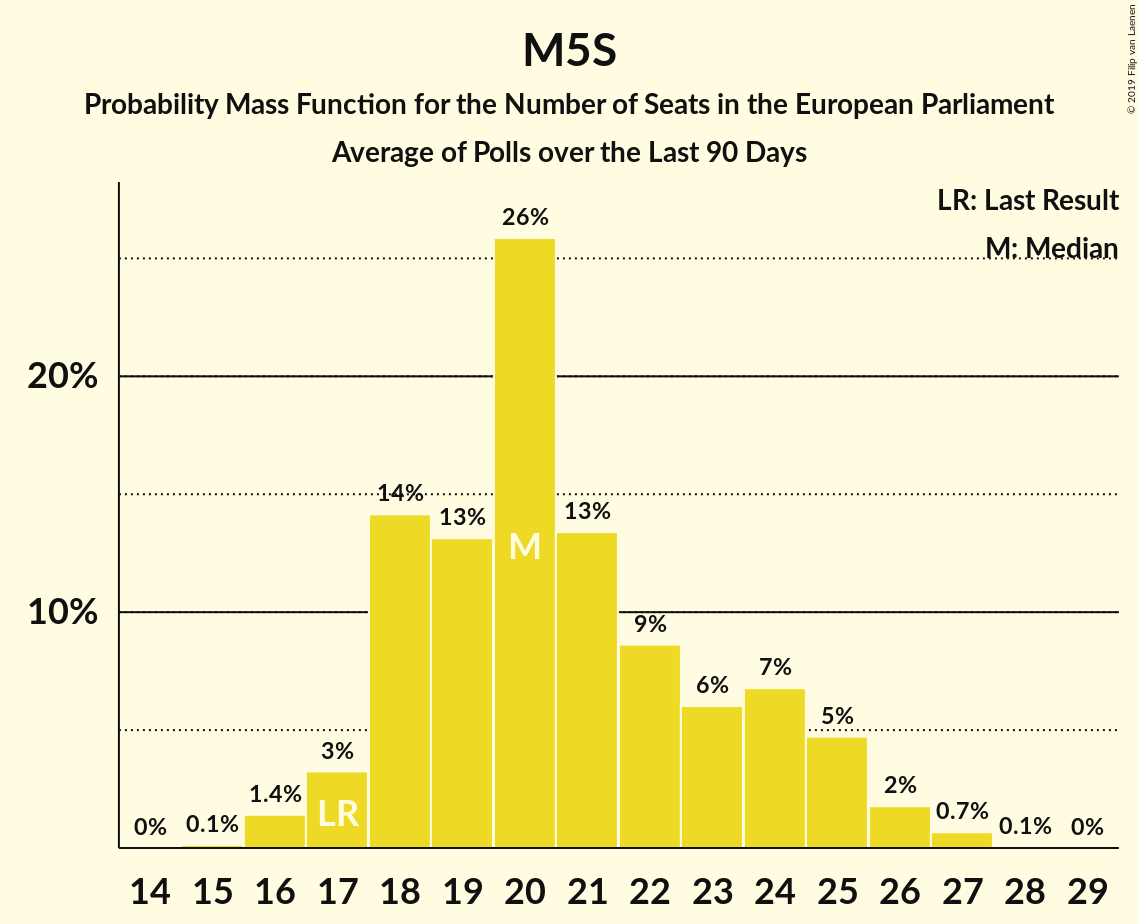 M5S
Probability Mass Function for the Number of Seats in the European Parliament
Average of Polls over the Last 90 Days
© 2019 Filip van Laenen
LR: Last Result
M: Median
26%
20%
14%
13%
13%
M
10%
9%
6%
7%
5%
3%
2%
1.4%
LR
0.7%
0%
0.1%
0.1%
0%
14 15 16 17 18 19 20 21 22 23 24 25 26 27 28 29